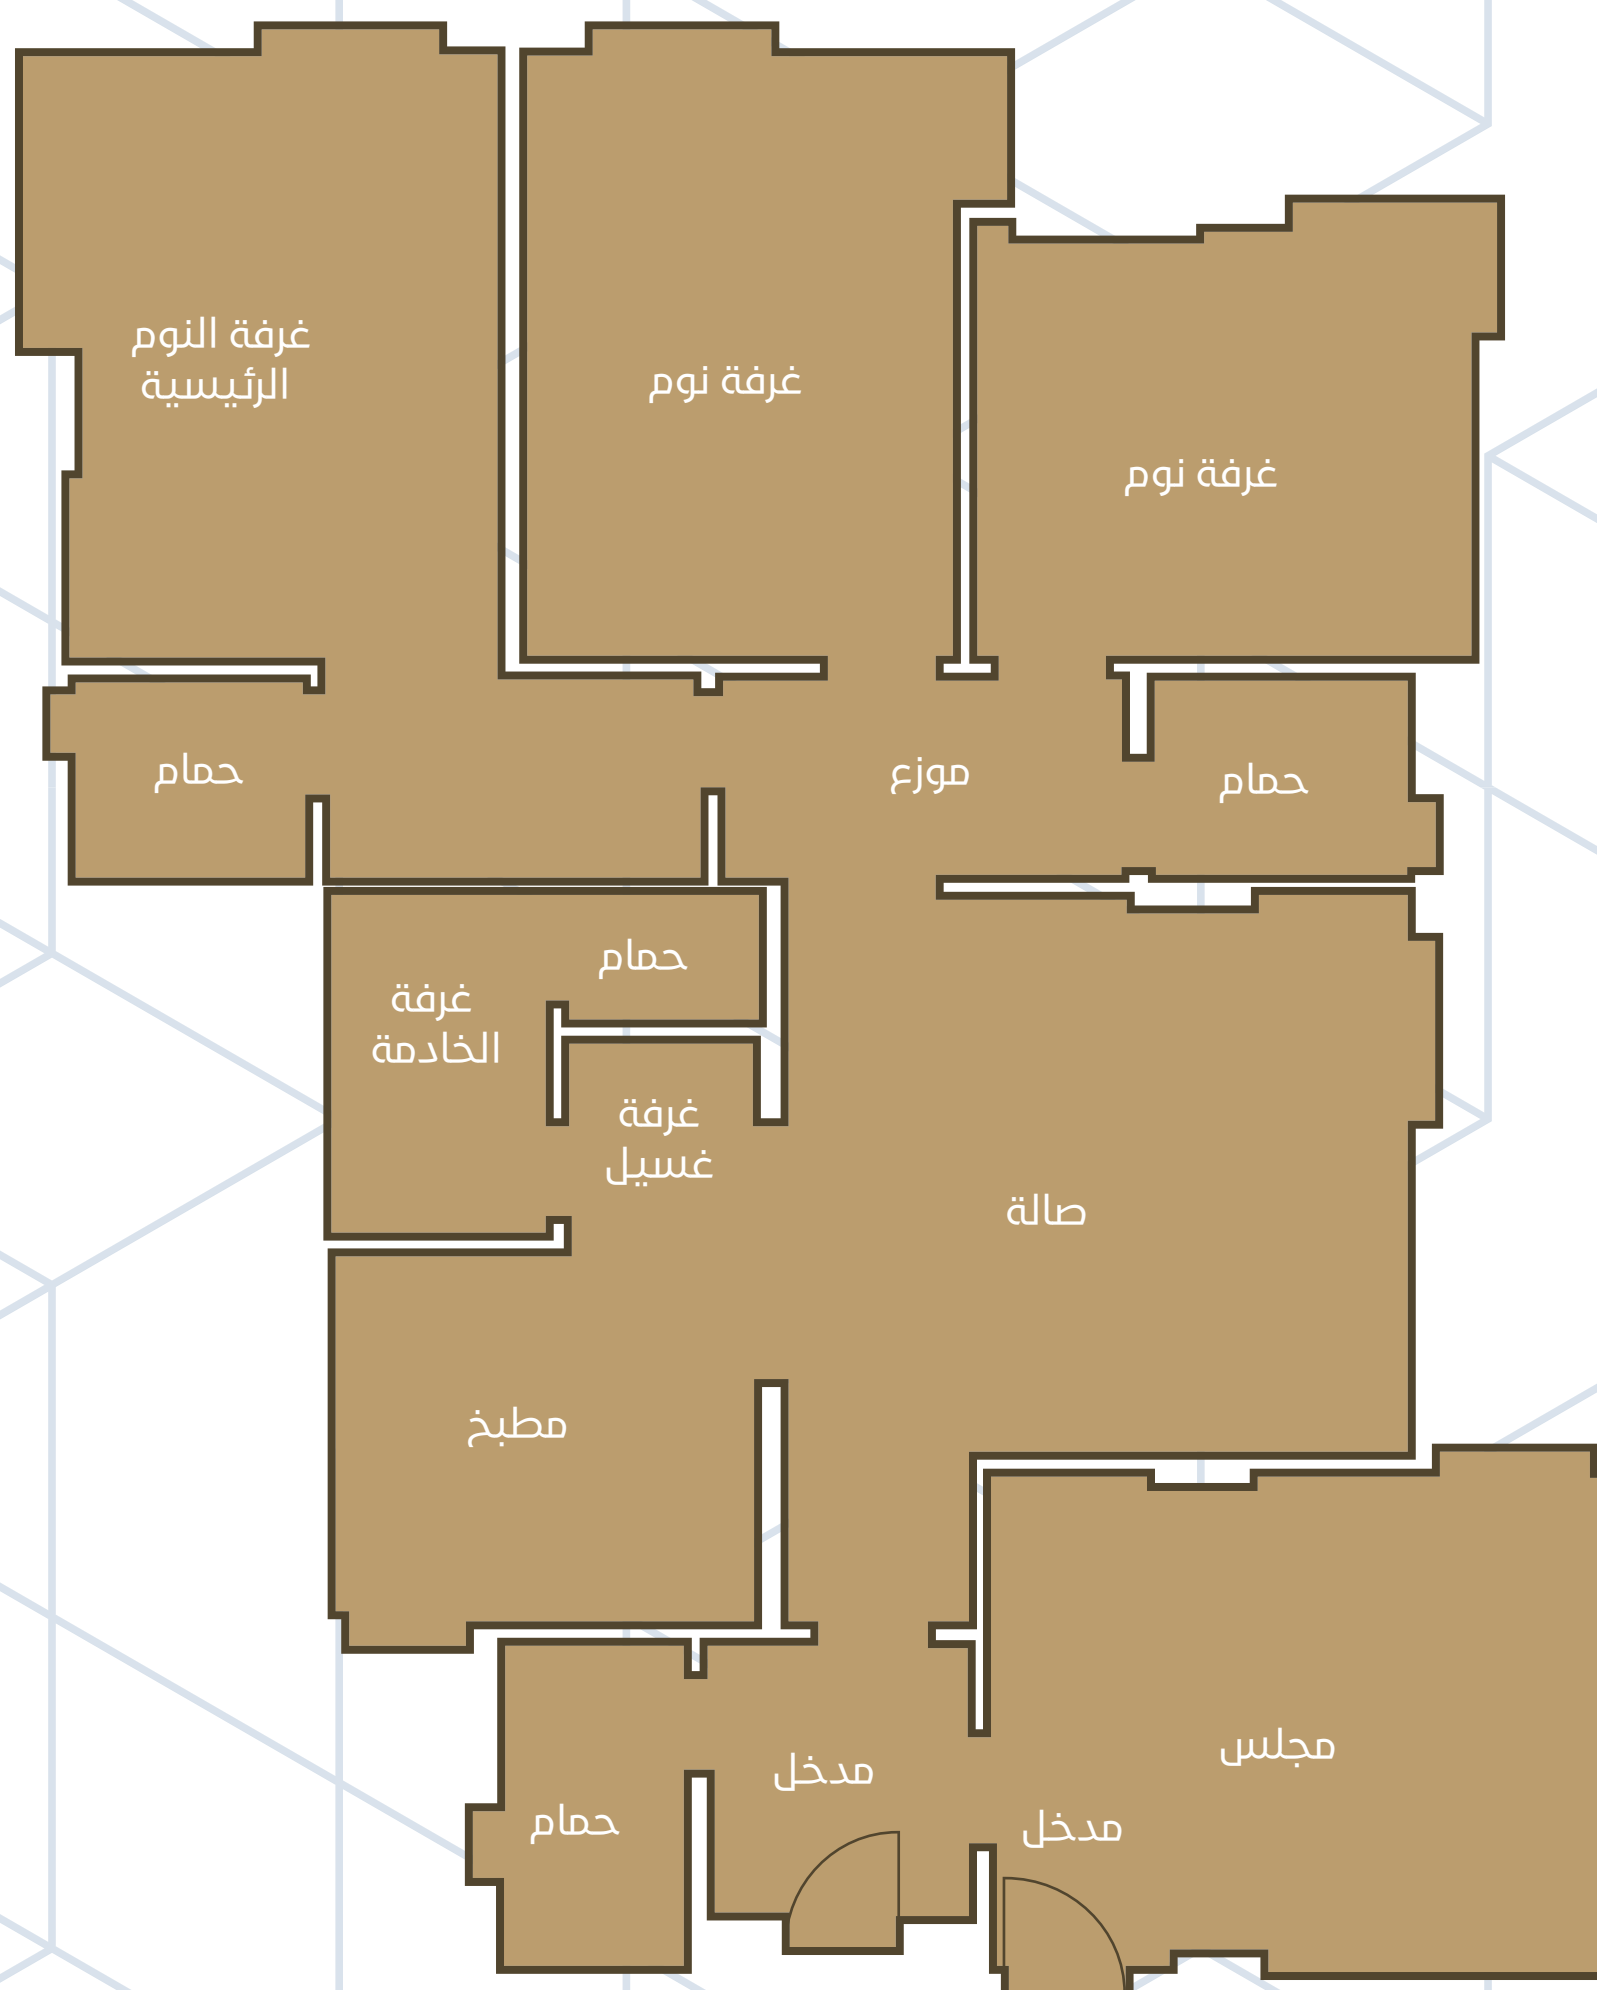 غرفة النوم
الرئيسية
غرفة نوم
غرفة نوم
حمام
موزع
حمام
حمام
غرفة
الخادمة
غرفة
غسيل
صالة
مطبخ
مجلس
مدخل
مدخل
حمام